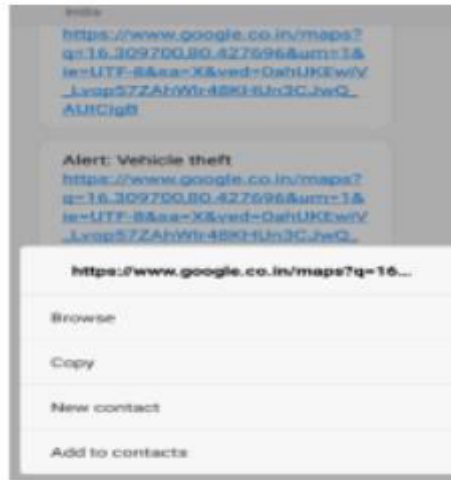 India
https://www.google.co.in/maps?
q=16.309700,80.427696&um=1&
ie=UTF-8&sa=X&ved=0ahUKEwiV
AUICigB
Alert: Vehicle theft
https://www.google.co.in/maps?
q=16.309700,80.427696&um=1&
ie=UTF-8&sa=X&ved=0ahUKEwiV
https://www.google.co.in/maps?q=16...
Browse
Copy
New contact
Add to contacts